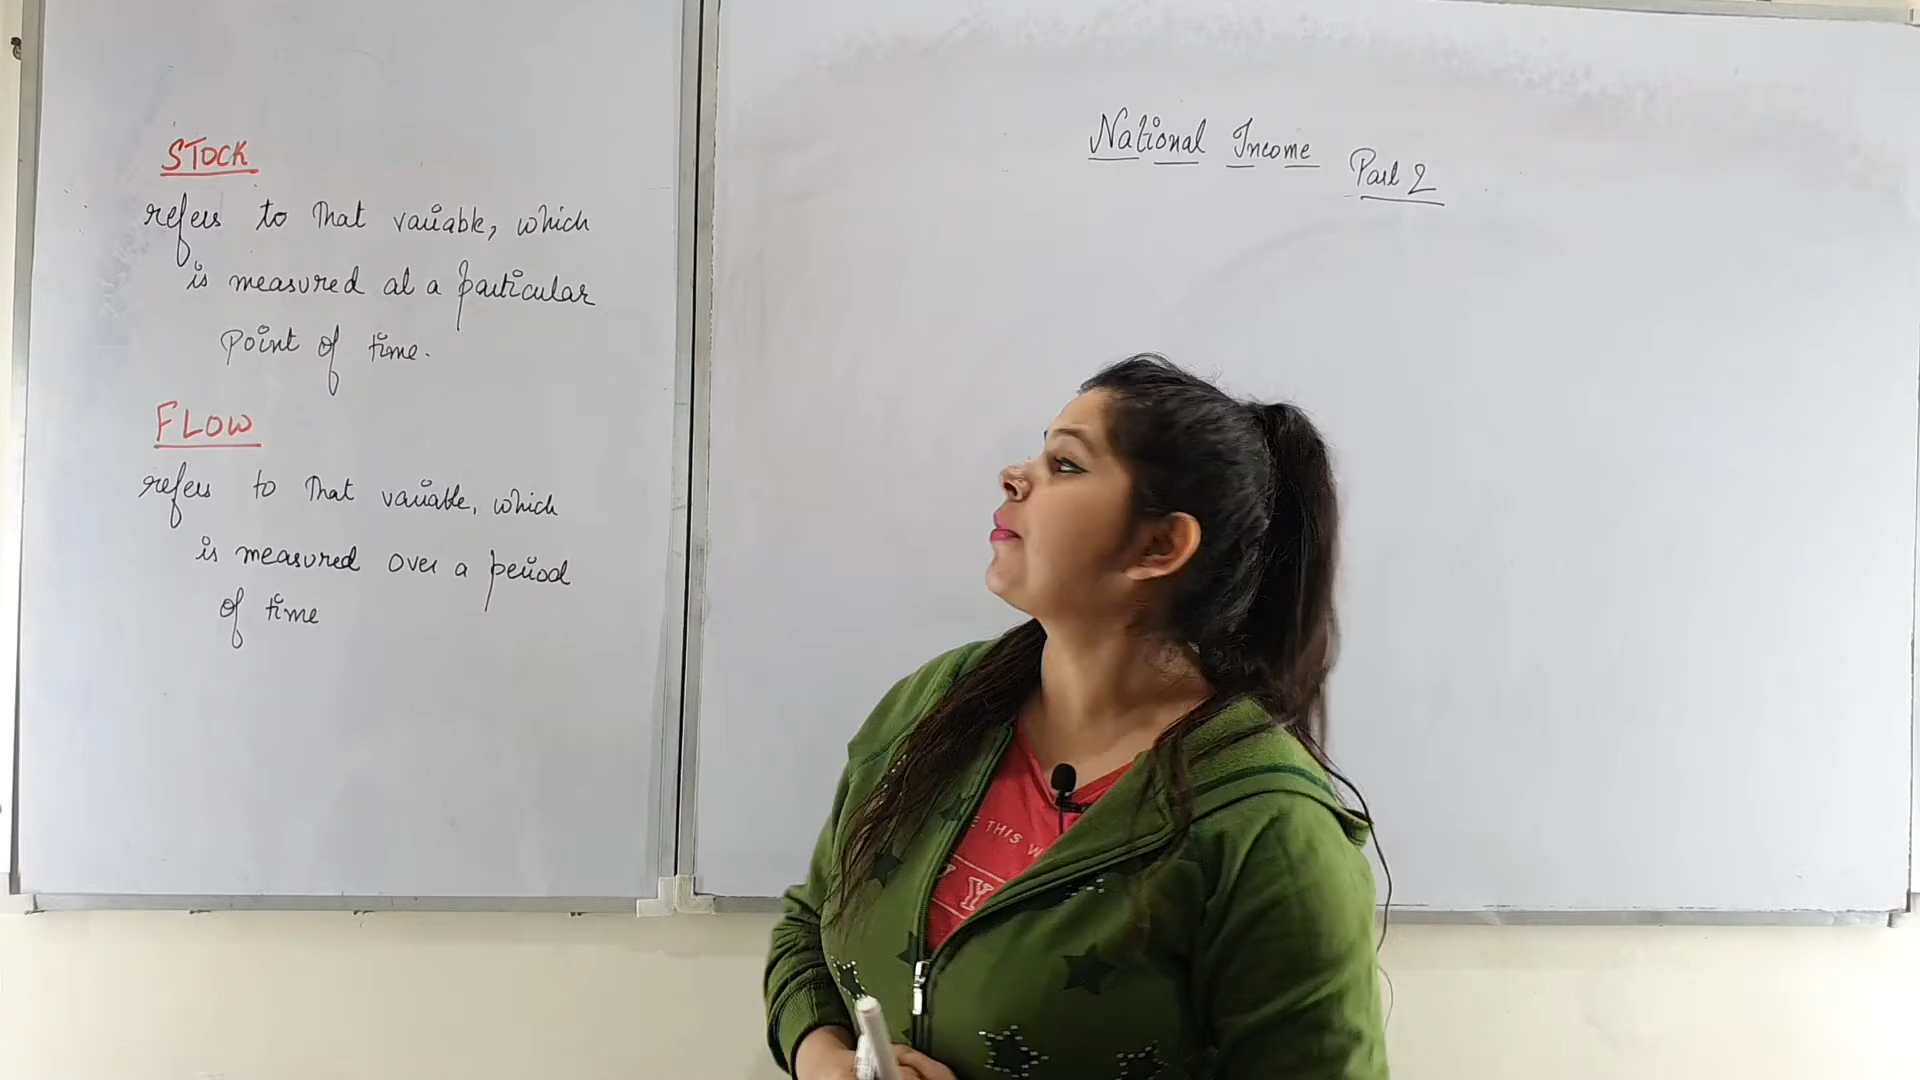 STOCK
refers to that variable, which
is measured at a particular
point of time.
FLOW
refers to that variable, which
is measured over a period
of time
National Income
Part 2
THIS W
Y